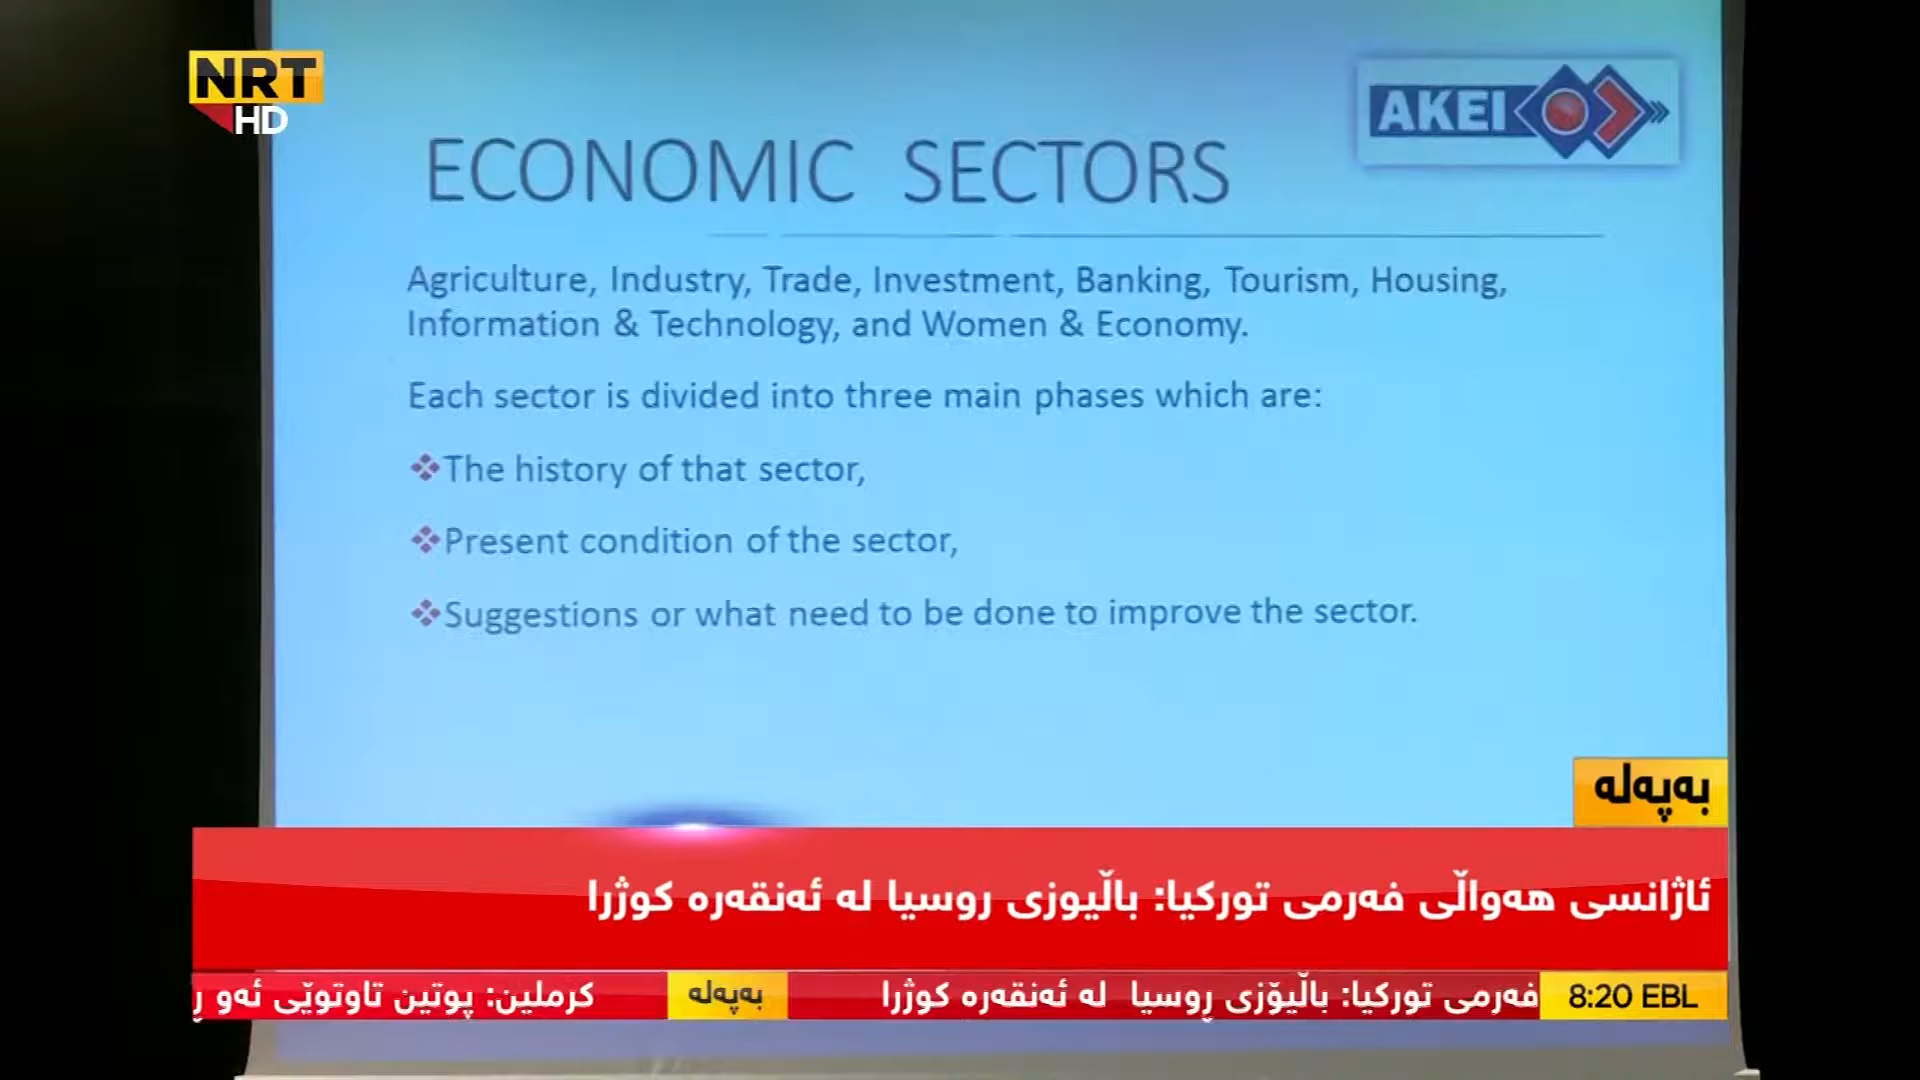 NRT
HD
AKEI
ECONOMIC SECTORS
Agriculture, Industry, Trade, Investment, Banking, Tourism, Housing,
Information & Technology, and Women & Economy.
Each sector is divided into three main phases which are:
❖The history of that sector,
❖Present condition of the sector,
❖Suggestions or what need to be done to improve the sector.
بەپەلە
ئاژانسی هەواڵی فەرمی تورکیا: باڵیوزی روسیا لە ئەنقەرە کوژرا
8:20 EBL
فەرمی تورکیا: باڵیۆزی ڕوسیا لە ئەنقەرە کوژرا
بەپەلە
کرملین: پوتین تاوتوێی ئەو